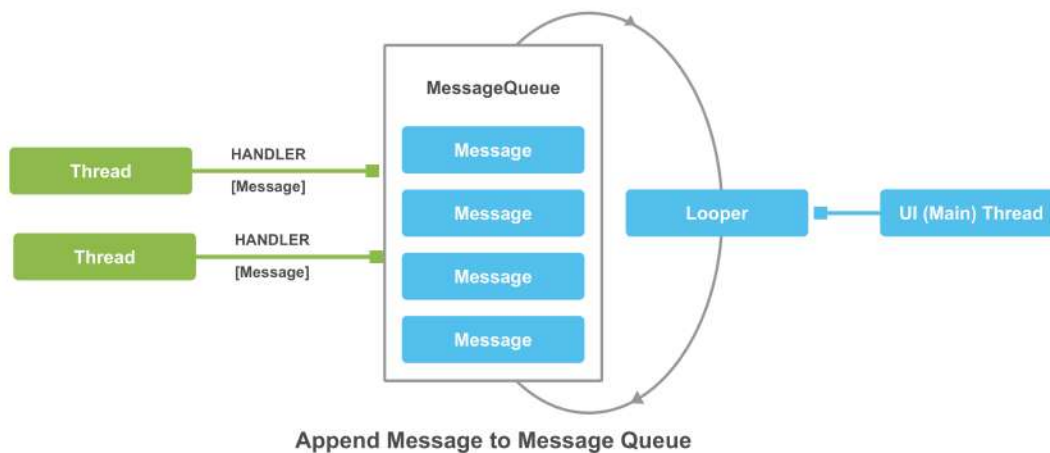 MessageQueue
Message
Message
Message
Message
Thread
HANDLER
[Message]
Thread
HANDLER
[Message]
Looper
UI (Main) Thread
Append Message to Message Queue